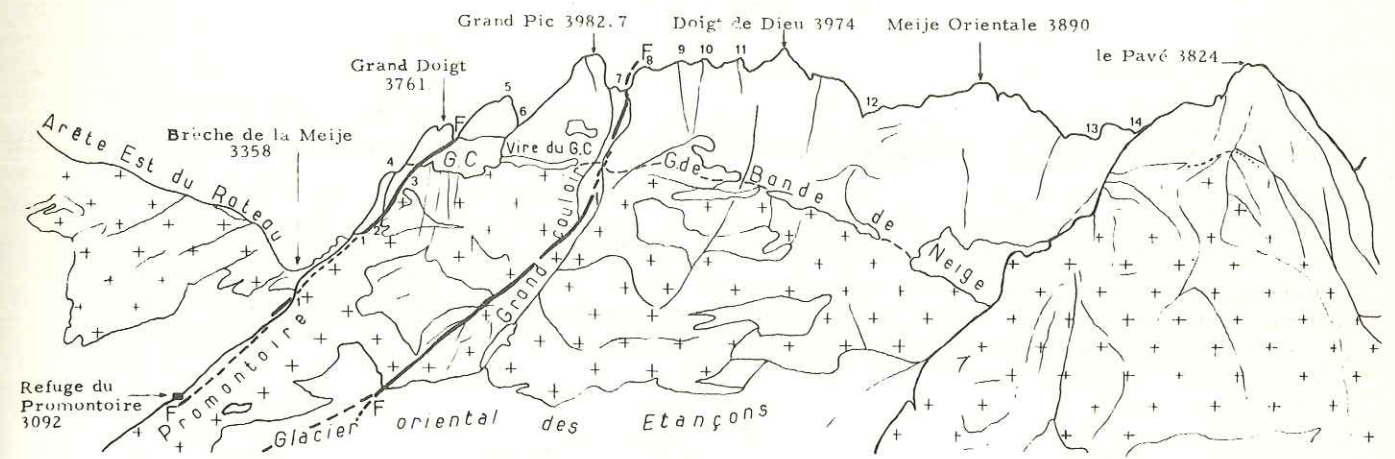 Grand Pic 3982.7
Doigt de Dieu 3974
Meije Orientale 3890
le Pavé 3824
Grand Doigt
3761
Brèche de la Meije
3358
Arête Est du Rateau
F
F
1
2
3
4
5
6
7
8
9
10
11
12
13
14
G.C
Vire du G.C
G.de Bande de Neige
Grand Couloir
Promontoire
Refuge du
Promontoire
3092
F
F
Glacier oriental des Etançons